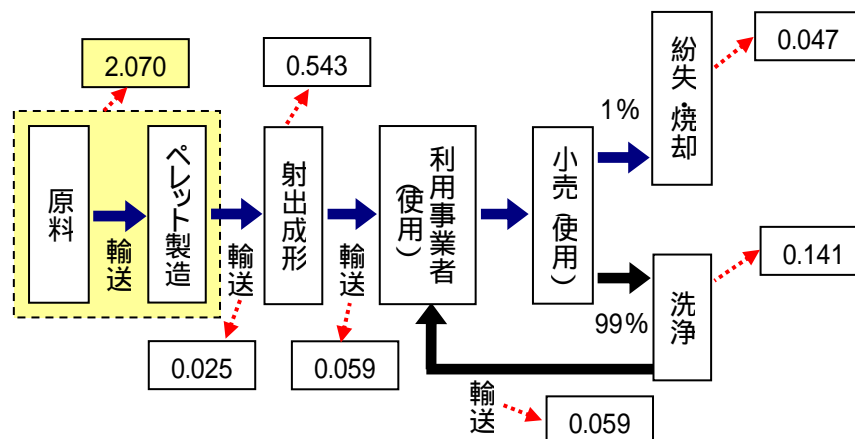 2.070
0.543
0.047
原料
輸送
ペレット製造
輸送
射出成形
輸送
利用事業者
(使用)
小売(使用)
1%
紛失・焼却
99%
洗浄
0.141
0.025
0.059
輸送
0.059